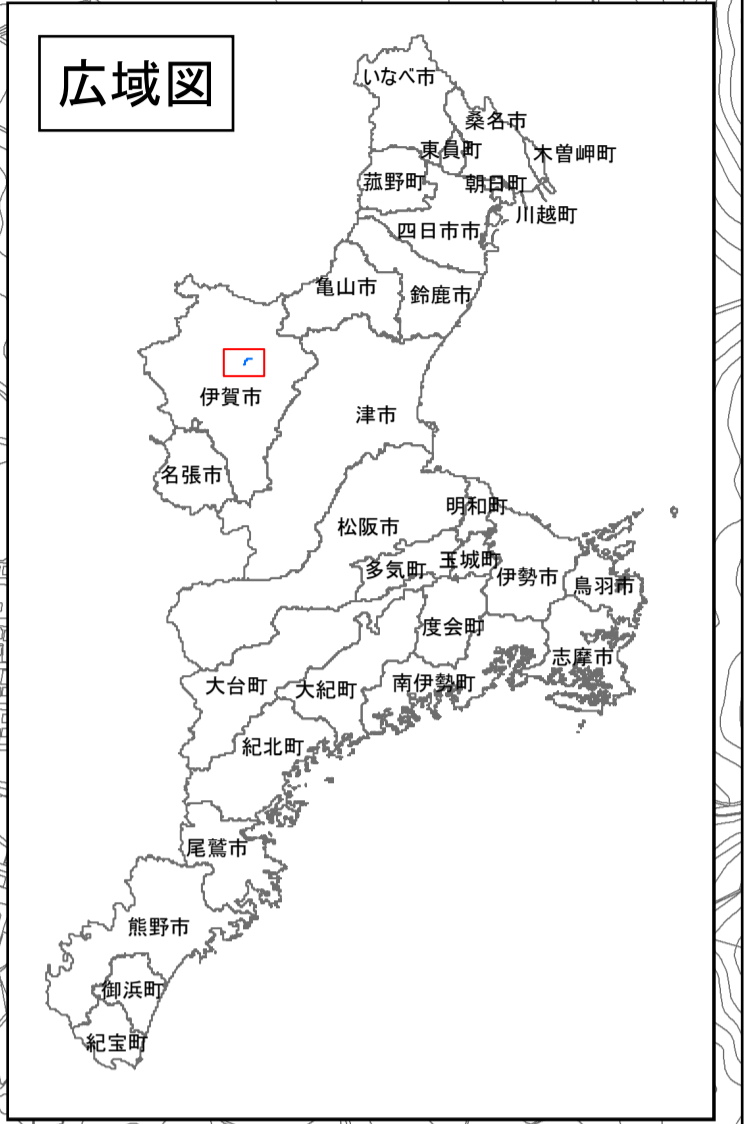 広域図
いなべ市
桑名市
東員町
木曽岬町
菰野町
朝日町
川越町
四日市市
亀山市
鈴鹿市
伊賀市
津市
名張市
明和町
松阪市
玉城町
多気町
伊勢市
鳥羽市
度会町
志摩市
大台町
大紀町
南伊勢町
紀北町
尾鷲市
熊野市
御浜町
紀宝町